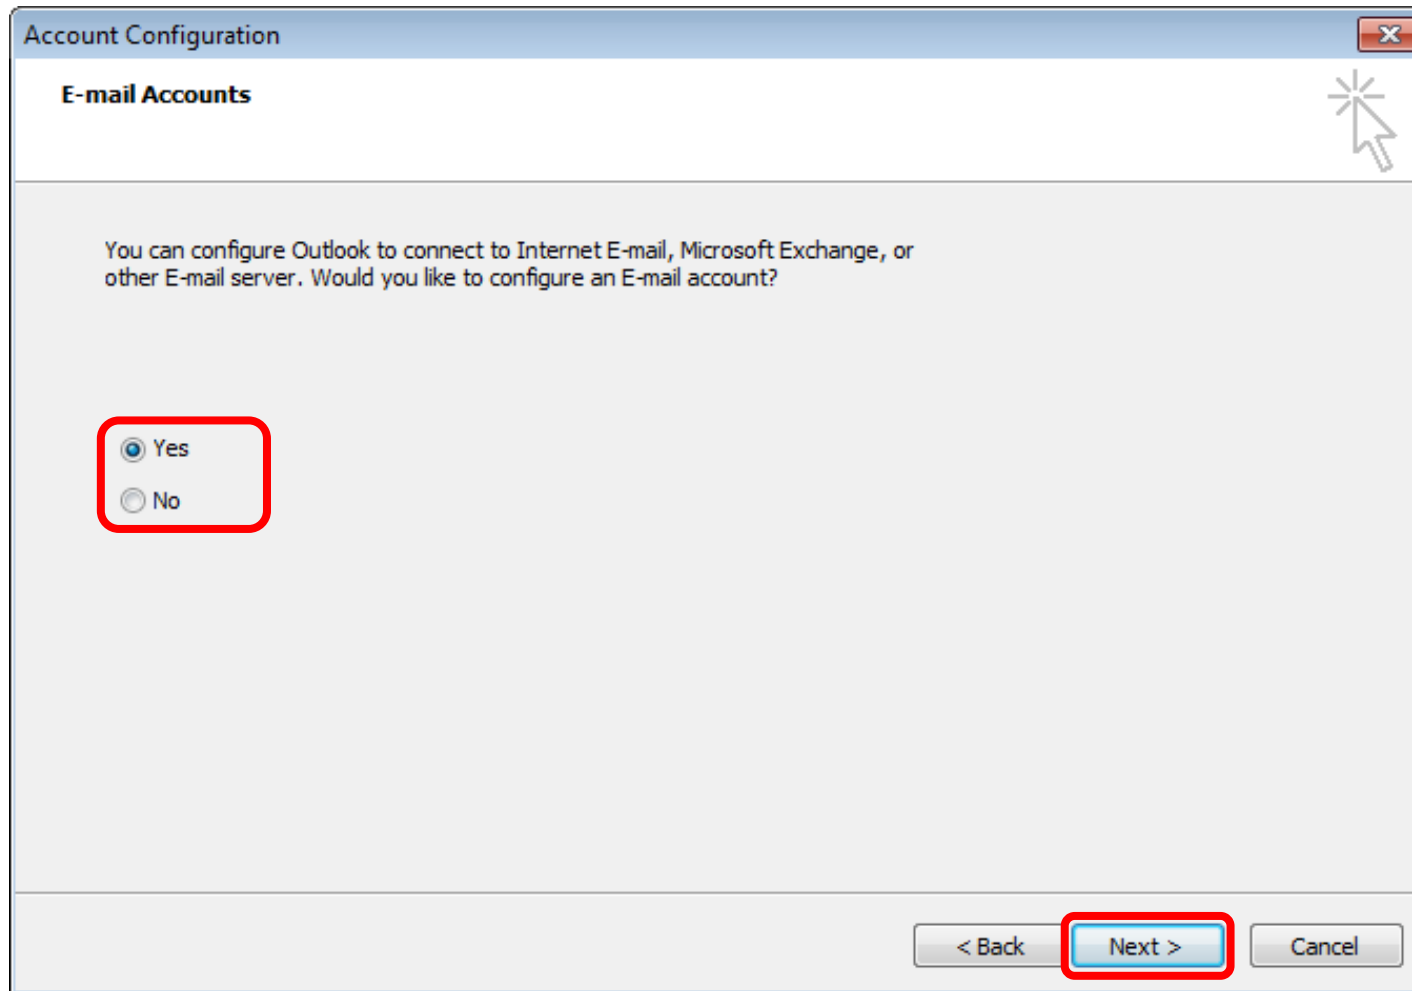 Account Configuration
E-mail Accounts
You can configure Outlook to connect to Internet E-mail, Microsoft Exchange, or
other E-mail server. Would you like to configure an E-mail account?
Yes
No
< Back Next > Cancel